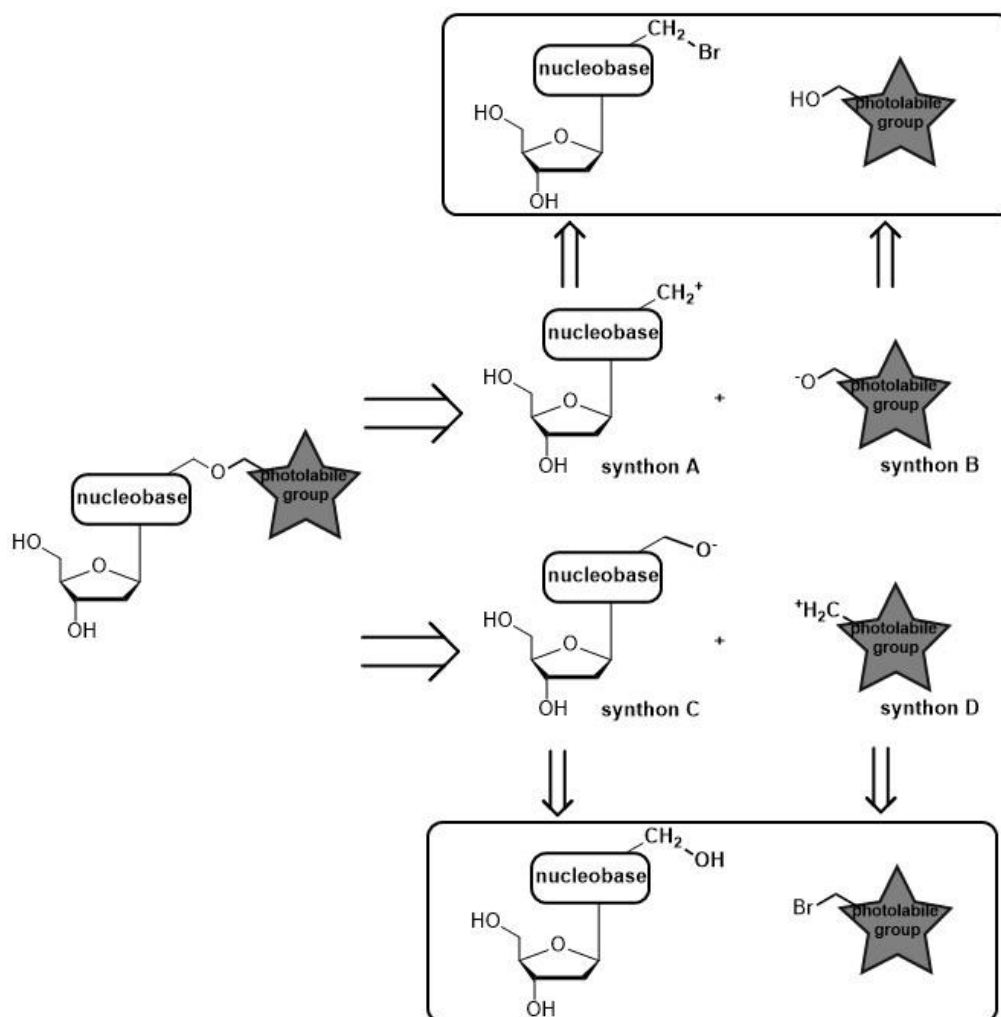 CH2
Br
nucleobase
HO
O
OH
HO
photolabile
group
CH2+
nucleobase
HO
O
OH
synthon A
+
-O
photolabile
group
synthon B
O
photolabile
group
nucleobase
HO
O
OH
O-
nucleobase
HO
O
OH
synthon C
+
+H2C
photolabile
group
synthon D
CH2
OH
nucleobase
HO
O
OH
Br
photolabile
group